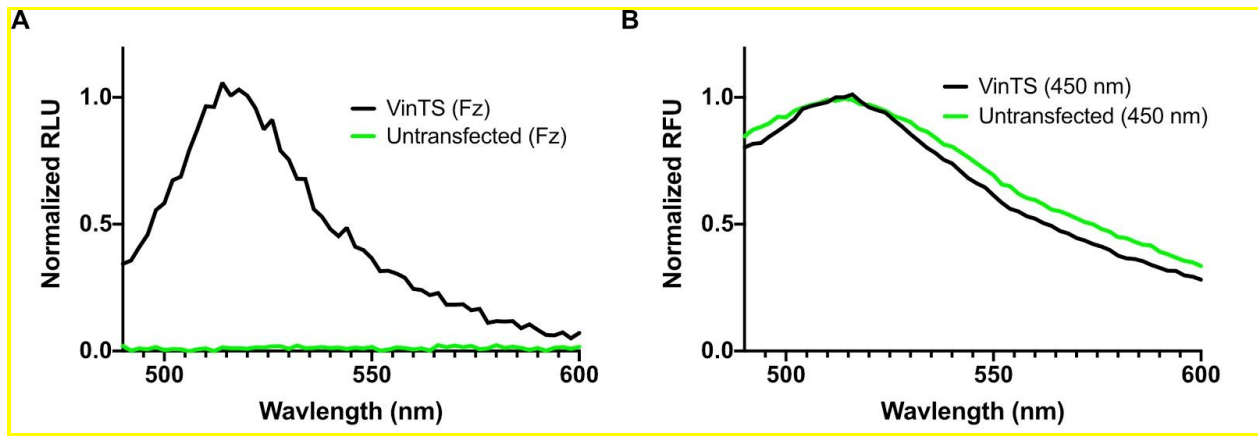 A
Normalized RLU
1.0
0.5
0.0
500
550
600
Wavlength (nm)
VinTS (Fz)
Untransfected (Fz)
B
Normalized RFU
1.0
0.5
0.0
500
550
600
Wavlength (nm)
VinTS (450 nm)
Untransfected (450 nm)